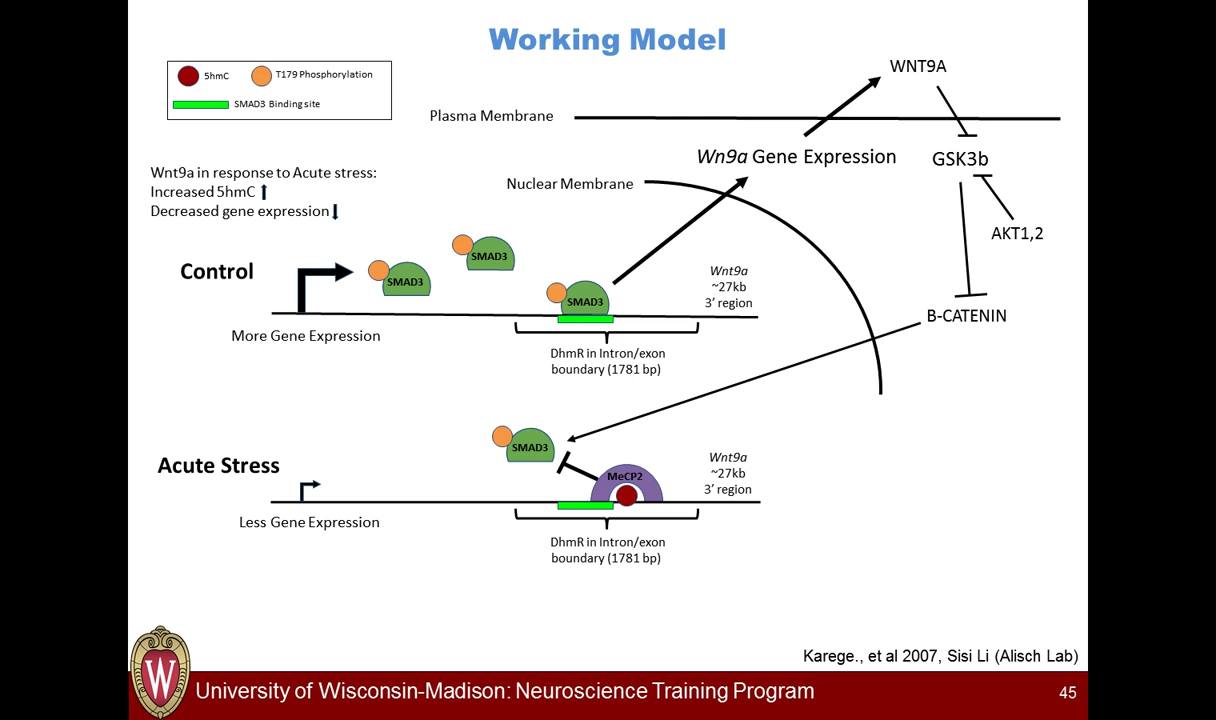 Working Model
5hmC
T179 Phosphorylation
SMAD3 Binding site
WNT9A
Plasma Membrane
Wn9a Gene Expression
GSK3b
Nuclear Membrane
AKT1,2
B-CATENIN
Wnt9a in response to Acute stress:
Increased 5hmC
Decreased gene expression
Control
SMAD3
SMAD3
SMAD3
Wnt9a
~27kb
3' region
More Gene Expression
DhmR in Intron/exon
boundary (1781 bp)
Acute Stress
SMAD3
MeCP2
Wnt9a
~27kb
3' region
Less Gene Expression
DhmR in Intron/exon
boundary (1781 bp)
Karege., et al 2007, Sisi Li (Alisch Lab)
W
University of Wisconsin-Madison: Neuroscience Training Program
45